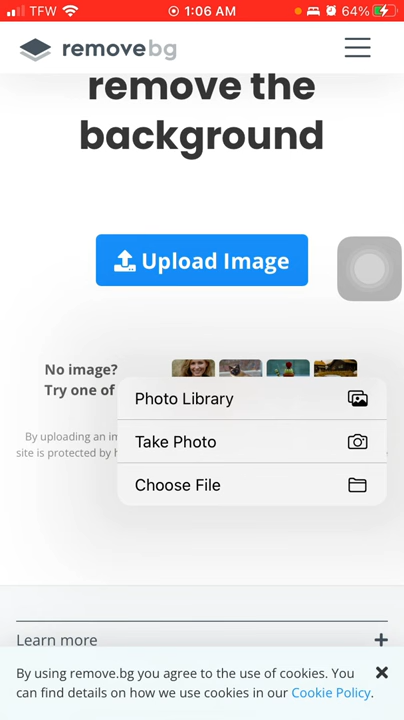 TFW 1:06 AM 64%
removebg
remove the
background
Upload Image
No image?
Try one of
Photo Library
Take Photo
Choose File
By uploading an im
site is protected by h
Learn more +
By using remove.bg you agree to the use of cookies. You
can find details on how we use cookies in our Cookie Policy.